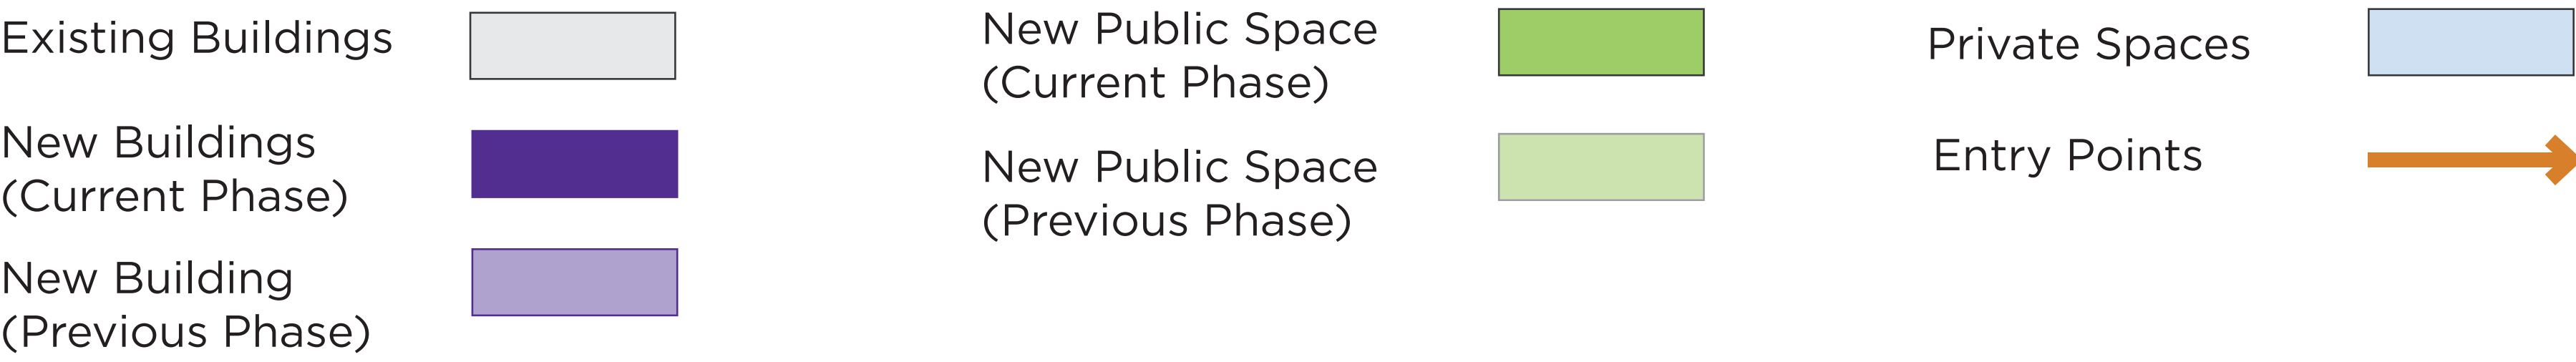 Existing Buildings
New Buildings
(Current Phase)
New Building
(Previous Phase)
New Public Space
(Current Phase)
New Public Space
(Previous Phase)
Private Spaces
Entry Points